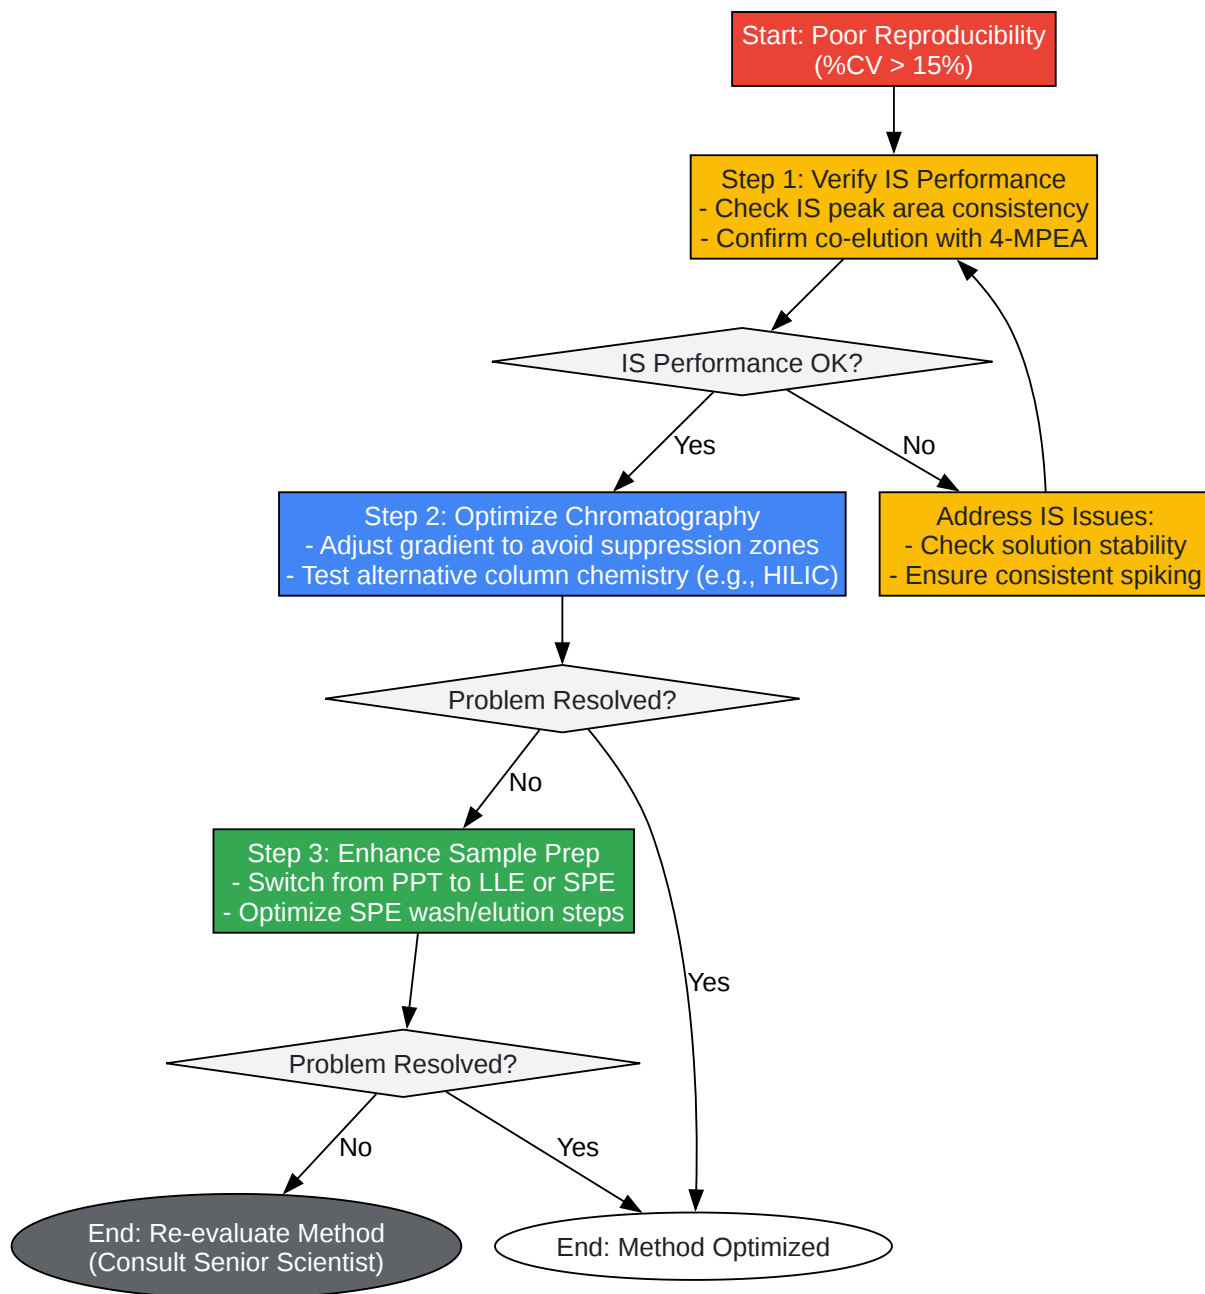 Start: Poor Reproducibility
(%CV > 15%)
Step 1: Verify IS Performance
- Check IS peak area consistency
- Confirm co-elution with 4-MPEA
IS Performance OK?
Yes
No
Step 2: Optimize Chromatography
- Adjust gradient to avoid suppression zones
- Test alternative column chemistry (e.g., HILIC)
Address IS Issues:
- Check solution stability
- Ensure consistent spiking
Problem Resolved?
No
Step 3: Enhance Sample Prep
- Switch from PPT to LLE or SPE
- Optimize SPE wash/elution steps
Yes
Problem Resolved?
No
Yes
End: Re-evaluate Method
(Consult Senior Scientist)
End: Method Optimized